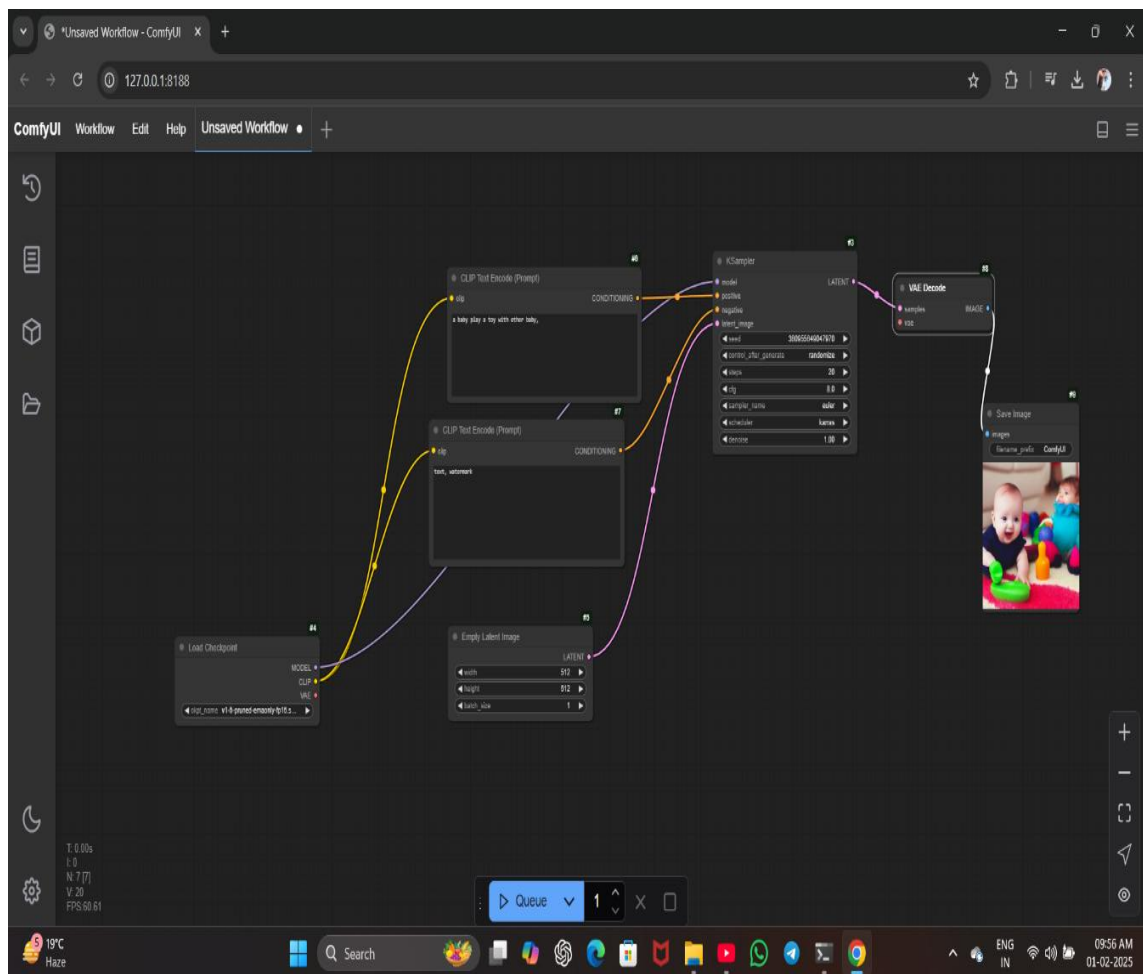 *Unsaved Workflow - ComfyUI
127.0.0.1:8188
ComfyUI Workflow Edit Help Unsaved Workflow
#6
CLIP Text Encode (Prompt)
clip CONDITIONING
a baby play a toy with other baby,
#7
CLIP Text Encode (Prompt)
clip CONDITIONING
text, watermark
#3
KSampler
model LATENT
positive
negative
latent_image
seed
control_after_generate randomize
steps 20
cfg 8.0
sampler_name euler
scheduler karras
denoise 1.00
#8
VAE Decode
samples IMAGE
vae
#9
Save Image
images
filename_prefix ComfyUI
#4
Load Checkpoint
MODEL
CLIP
VAE
ckpt_name
#5
Empty Latent Image
LATENT
width 512
height 512
batch_size 1
T: 0.00s
I: 0
N: 7 [7]
V: 20
FPS:60.61
Queue 1
5
19°C
Haze
Search
ENG
IN
09:56 AM
01-02-2025